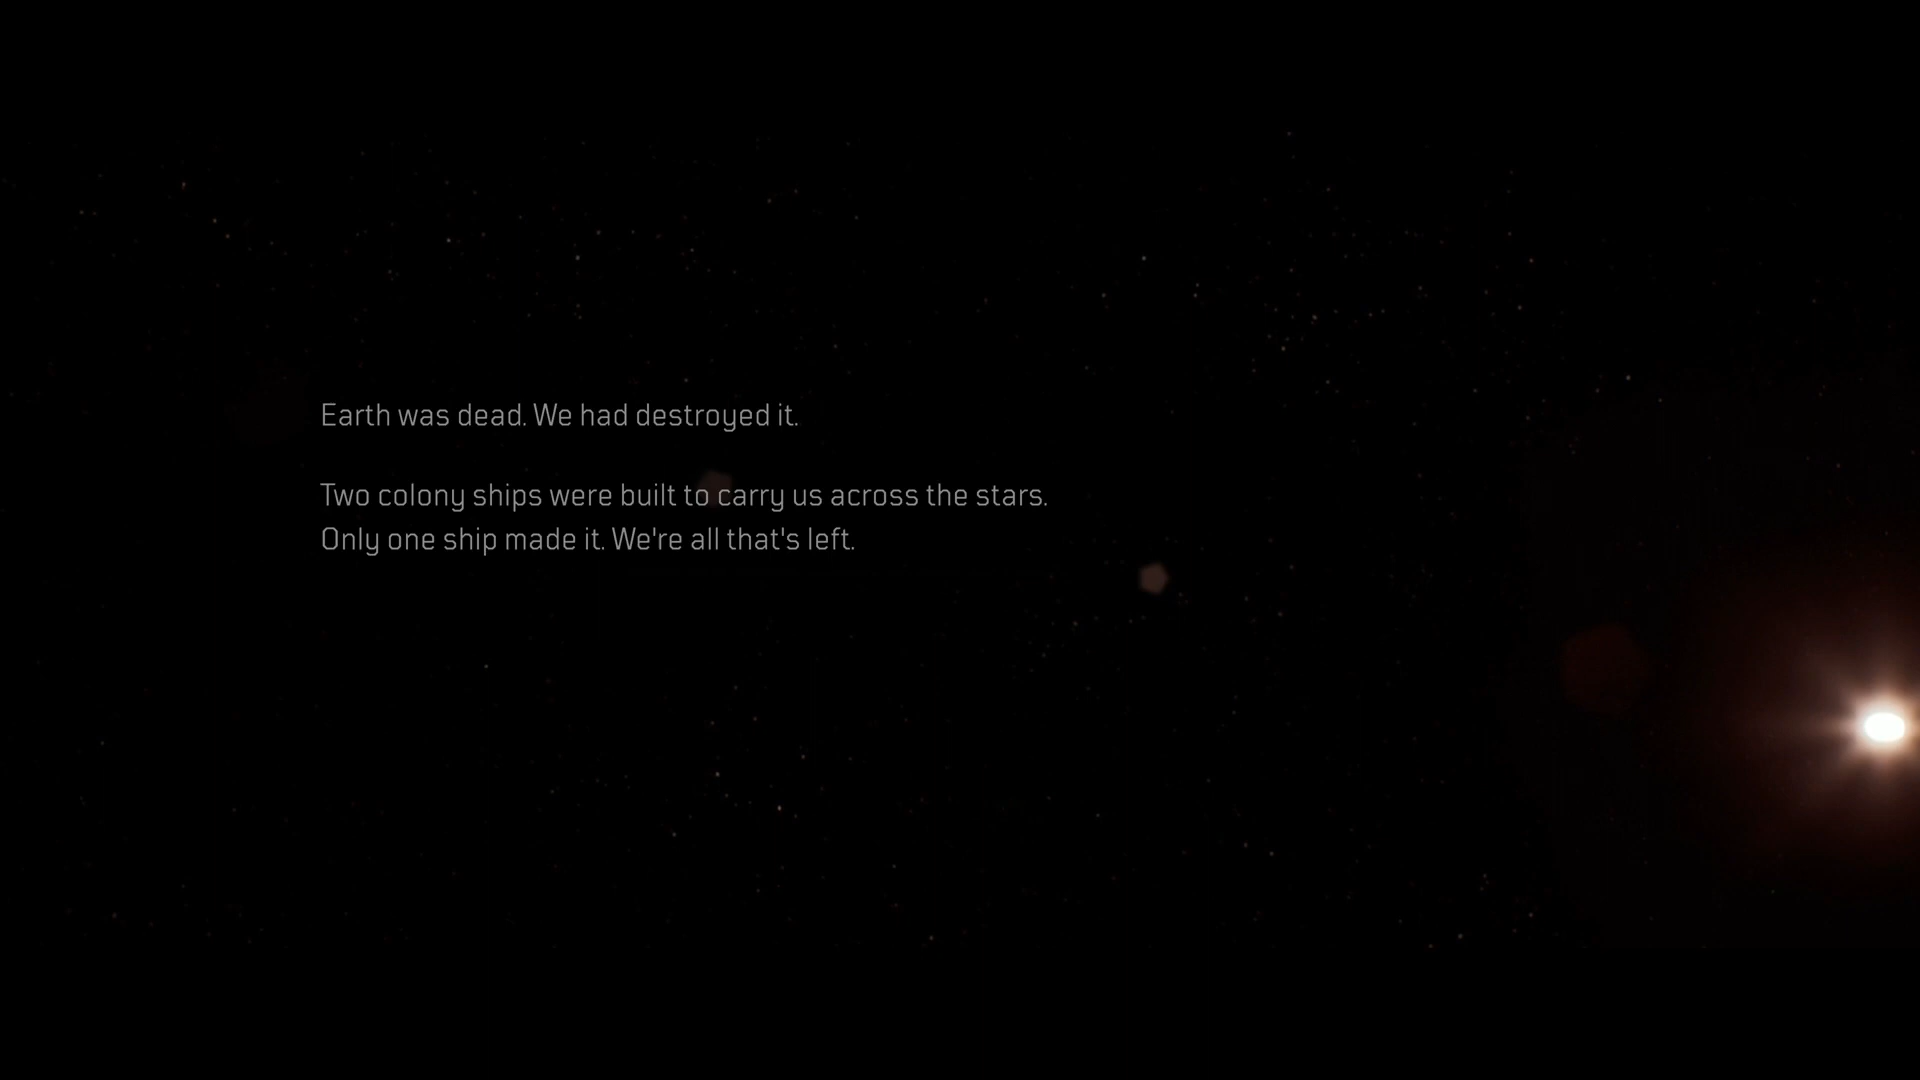 Earth was dead. We had destroyed it.
Two colony ships were built to carry us across the stars.
Only one ship made it. We're all that's left.